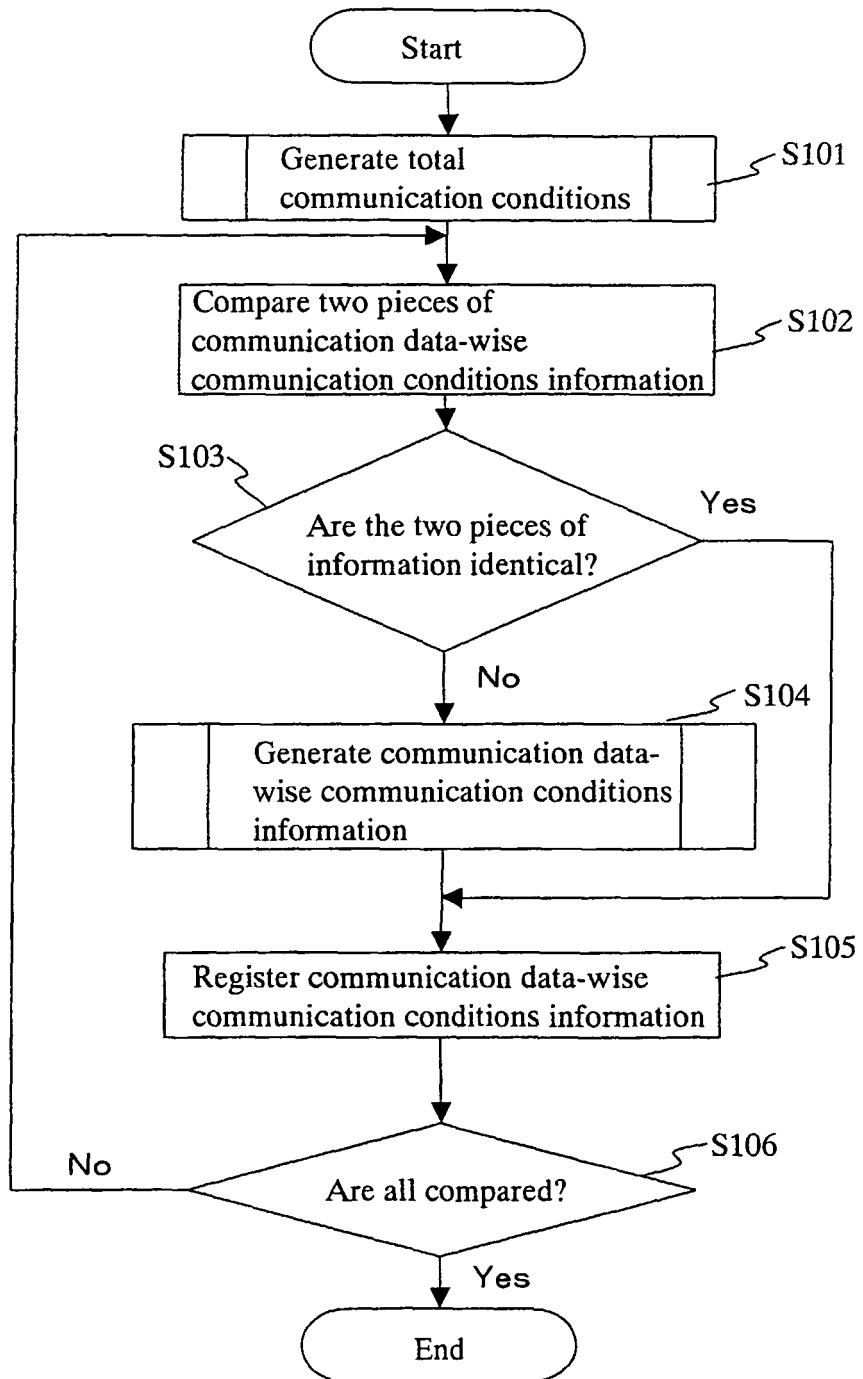 Start
Generate total
communication conditions
S101
Compare two pieces of
communication data-wise
communication conditions information
S102
S103
Are the two pieces of
information identical?
Yes
No
S104
Generate communication data-
wise communication conditions
information
S105
Register communication data-wise
communication conditions information
S106
No
Are all compared?
Yes
End